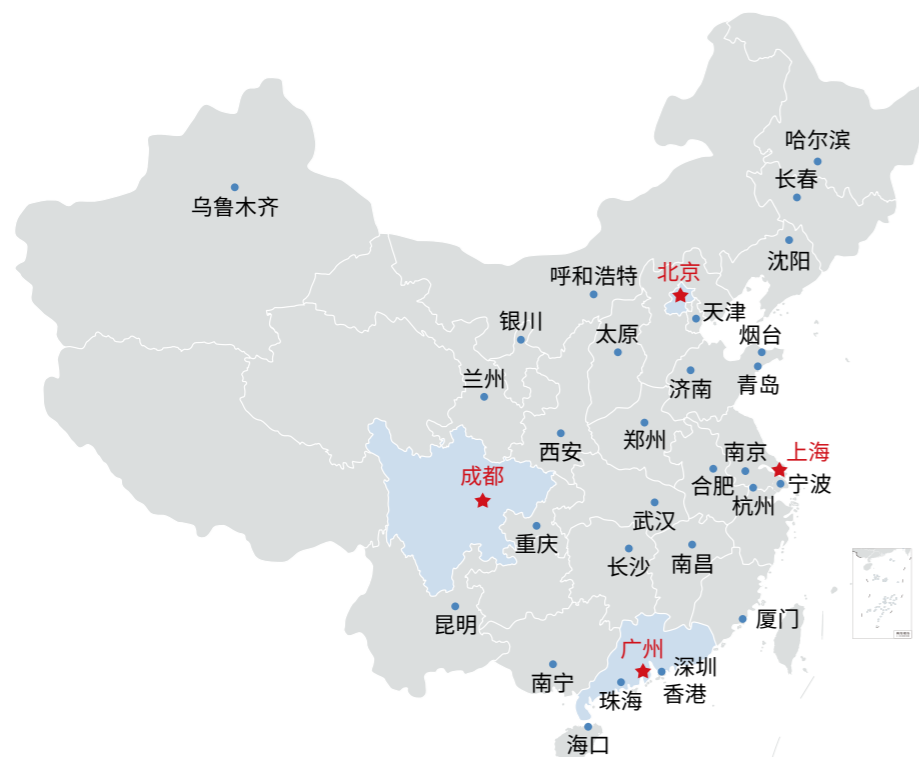 哈尔滨
长春
乌鲁木齐
沈阳
呼和浩特
北京
天津
银川
太原
烟台
兰州
济南
青岛
西安
郑州
南京
上海
成都
合肥
宁波
杭州
武汉
重庆
长沙
南昌
昆明
厦门
广州
深圳
南宁
珠海
香港
海口